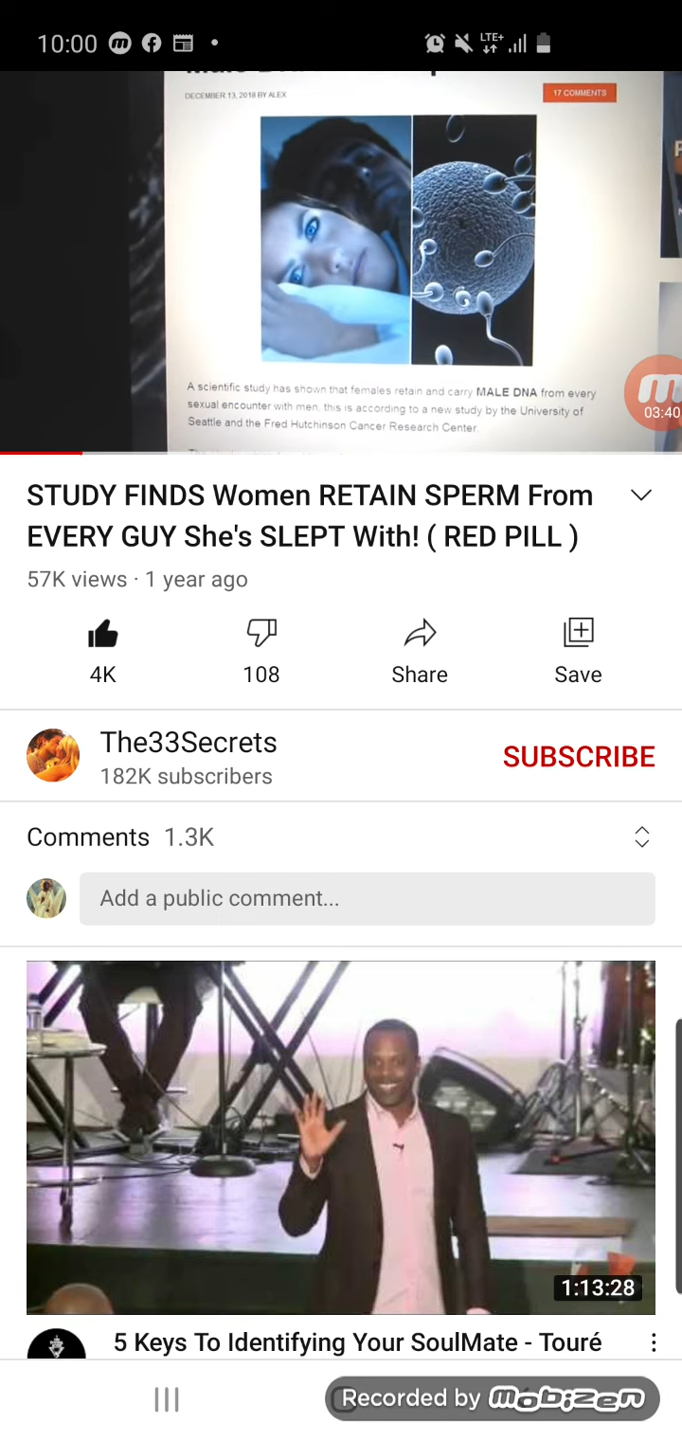 10:00
LTE+
DECEMBER 13, 2018 BY ALEX
17 COMMENTS
A scientific study has shown that females retain and carry MALE DNA from every
sexual encounter with men. this is according to a new study by the University of
Seattle and the Fred Hutchinson Cancer Research Center.
03:40
STUDY FINDS Women RETAIN SPERM From
EVERY GUY She's SLEPT With! ( RED PILL )
57K views · 1 year ago
4K
108
Share
Save
The33Secrets
182K subscribers
SUBSCRIBE
Comments 1.3K
Add a public comment...
1:13:28
5 Keys To Identifying Your SoulMate - Touré
Recorded by mobizen